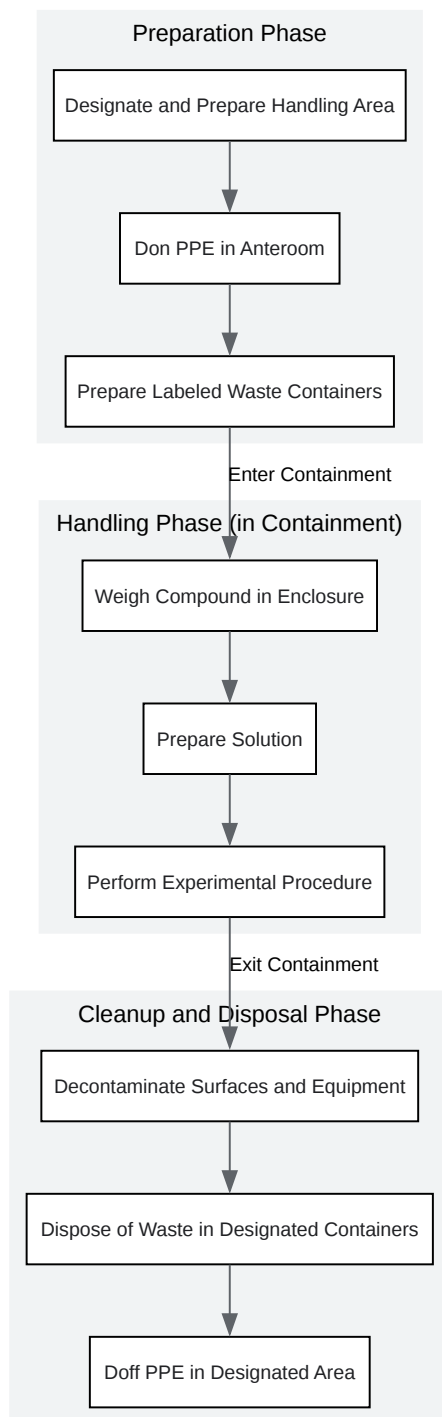 Preparation Phase
Designate and Prepare Handling Area
Don PPE in Anteroom
Prepare Labeled Waste Containers
Enter Containment
Handling Phase (in Containment)
Weigh Compound in Enclosure
Prepare Solution
Perform Experimental Procedure
Exit Containment
Cleanup and Disposal Phase
Decontaminate Surfaces and Equipment
Dispose of Waste in Designated Containers
Doff PPE in Designated Area